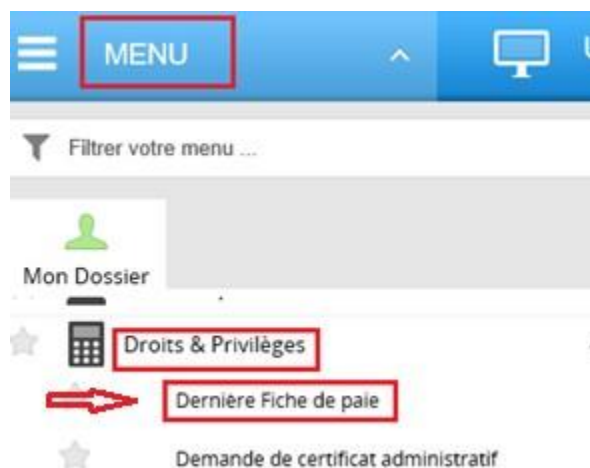 MENU
Filtrer votre menu ...
Mon Dossier
Droits & Privilèges
Dernière Fiche de paie
Demande de certificat administratif